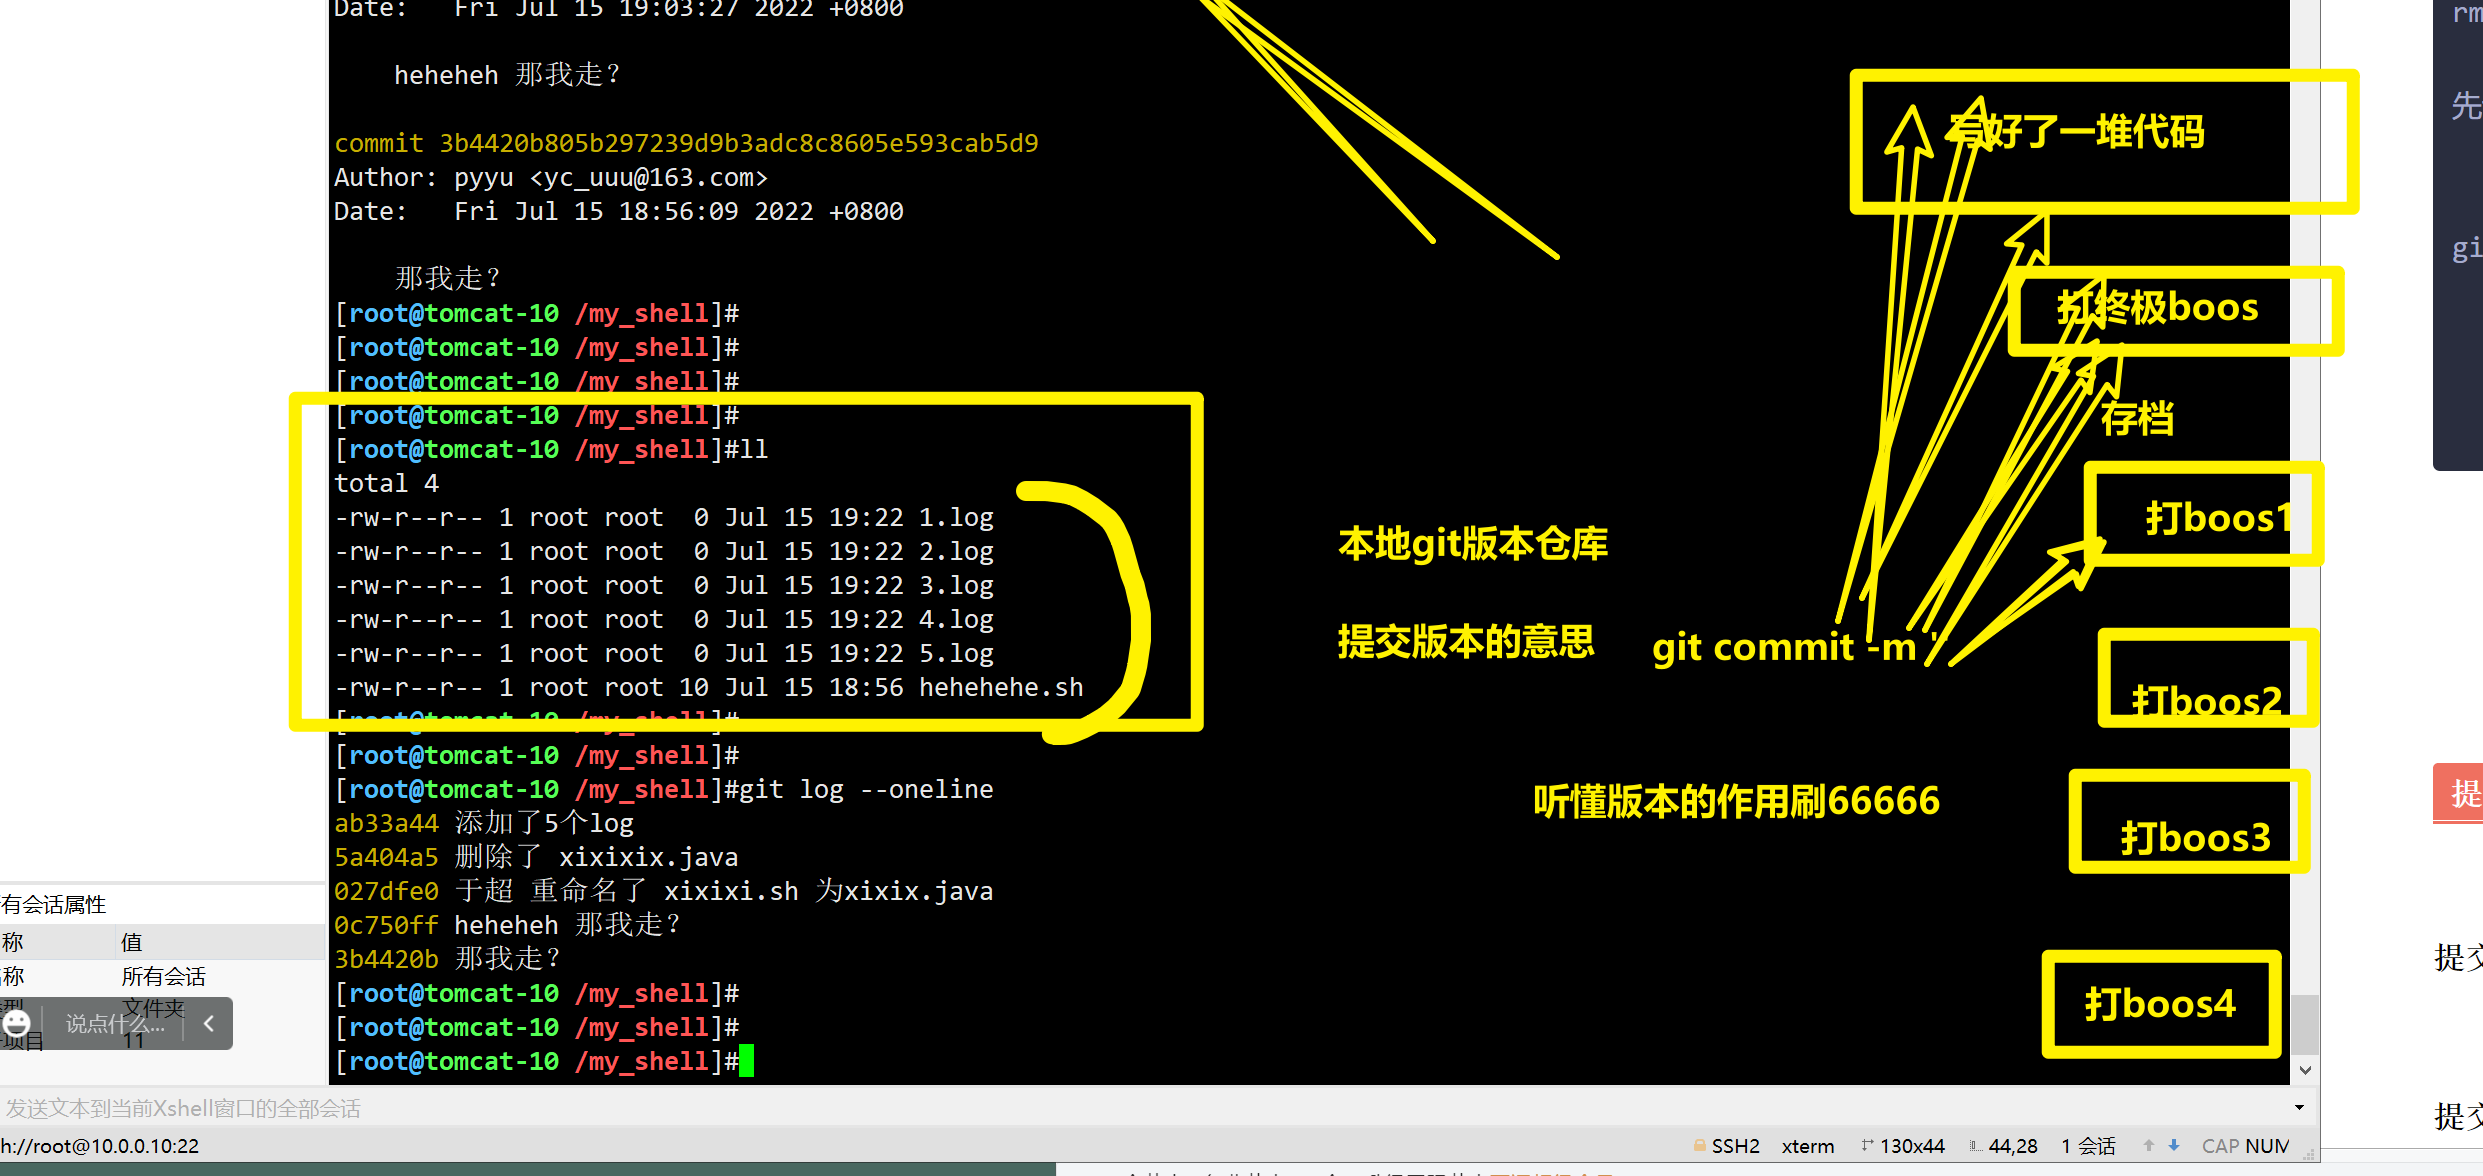 Date:   Fri Jul 15 19:03:27 2022 +0800
heheheh 那我走?
commit 3b4420b805b297239d9b3adc8c8605e593cab5d9
Author: pyyu <yc_uuu@163.com>
Date:   Fri Jul 15 18:56:09 2022 +0800
那我走?
[root@tomcat-10 /my_shell]#
[root@tomcat-10 /my_shell]#
[root@tomcat-10 /my_shell]#
[root@tomcat-10 /my_shell]#
[root@tomcat-10 /my_shell]#ll
total 4
-rw-r--r-- 1 root root  0 Jul 15 19:22 1.log
-rw-r--r-- 1 root root  0 Jul 15 19:22 2.log
-rw-r--r-- 1 root root  0 Jul 15 19:22 3.log
-rw-r--r-- 1 root root  0 Jul 15 19:22 4.log
-rw-r--r-- 1 root root  0 Jul 15 19:22 5.log
-rw-r--r-- 1 root root 10 Jul 15 18:56 hehehehe.sh
[root@tomcat-10 /my_shell]#
[root@tomcat-10 /my_shell]#
[root@tomcat-10 /my_shell]#git log --oneline
ab33a44 添加了5个log
5a404a5 删除了 xixixix.java
027dfe0 于超 重命名了 xixixi.sh 为xixix.java
0c750ff heheheh 那我走?
3b4420b 那我走?
[root@tomcat-10 /my_shell]#
[root@tomcat-10 /my_shell]#
[root@tomcat-10 /my_shell]#
写好了一堆代码
打终极boos
存档
打boos1
本地git版本仓库
提交版本的意思
git commit -m '
打boos2
听懂版本的作用刷66666
打boos3
打boos4
rm
先
gi
提
提交
提交
有会话属性
称 值
称 所有会话
类型 文件夹
项目 11
说点什么...
发送文本到当前Xshell窗口的全部会话
h://root@10.0.0.10:22
SSH2 xterm 130x44 44,28 1 会话 CAP NUM